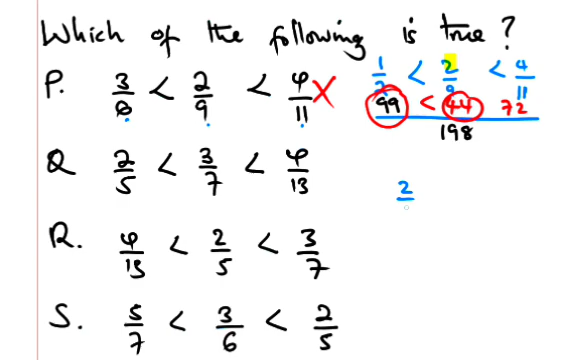 Which of the following is true?
P. 3/6 < 2/9 < 4/11 X
1/2 < 2/9 < 4/11
99 < 44 72
198
Q 2/5 < 3/7 < 4/13
2
R. 4/13 < 2/5 < 3/7
S. 5/7 < 3/6 < 2/5